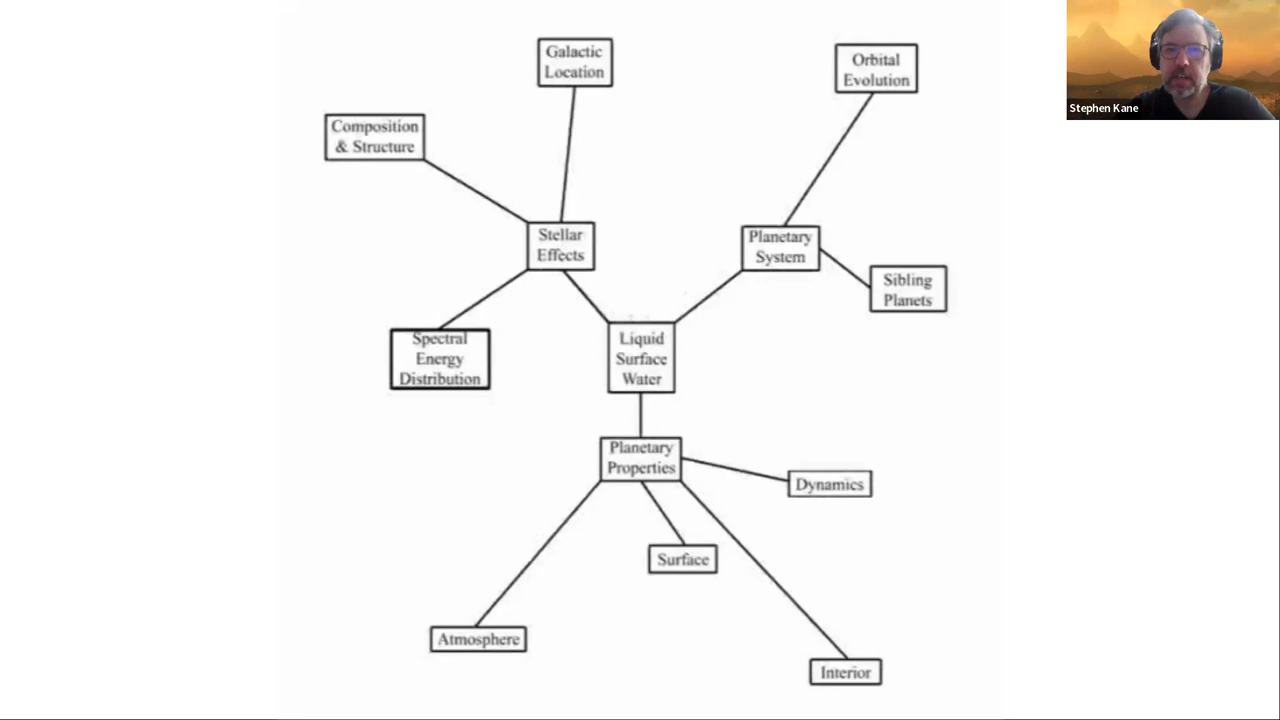 Galactic
Location
Orbital
Evolution
Stephen Kane
Composition
& Structure
Stellar
Effects
Planetary
System
Sibling
Planets
Spectral
Energy
Distribution
Liquid
Surface
Water
Planetary
Properties
Dynamics
Surface
Atmosphere
Interior